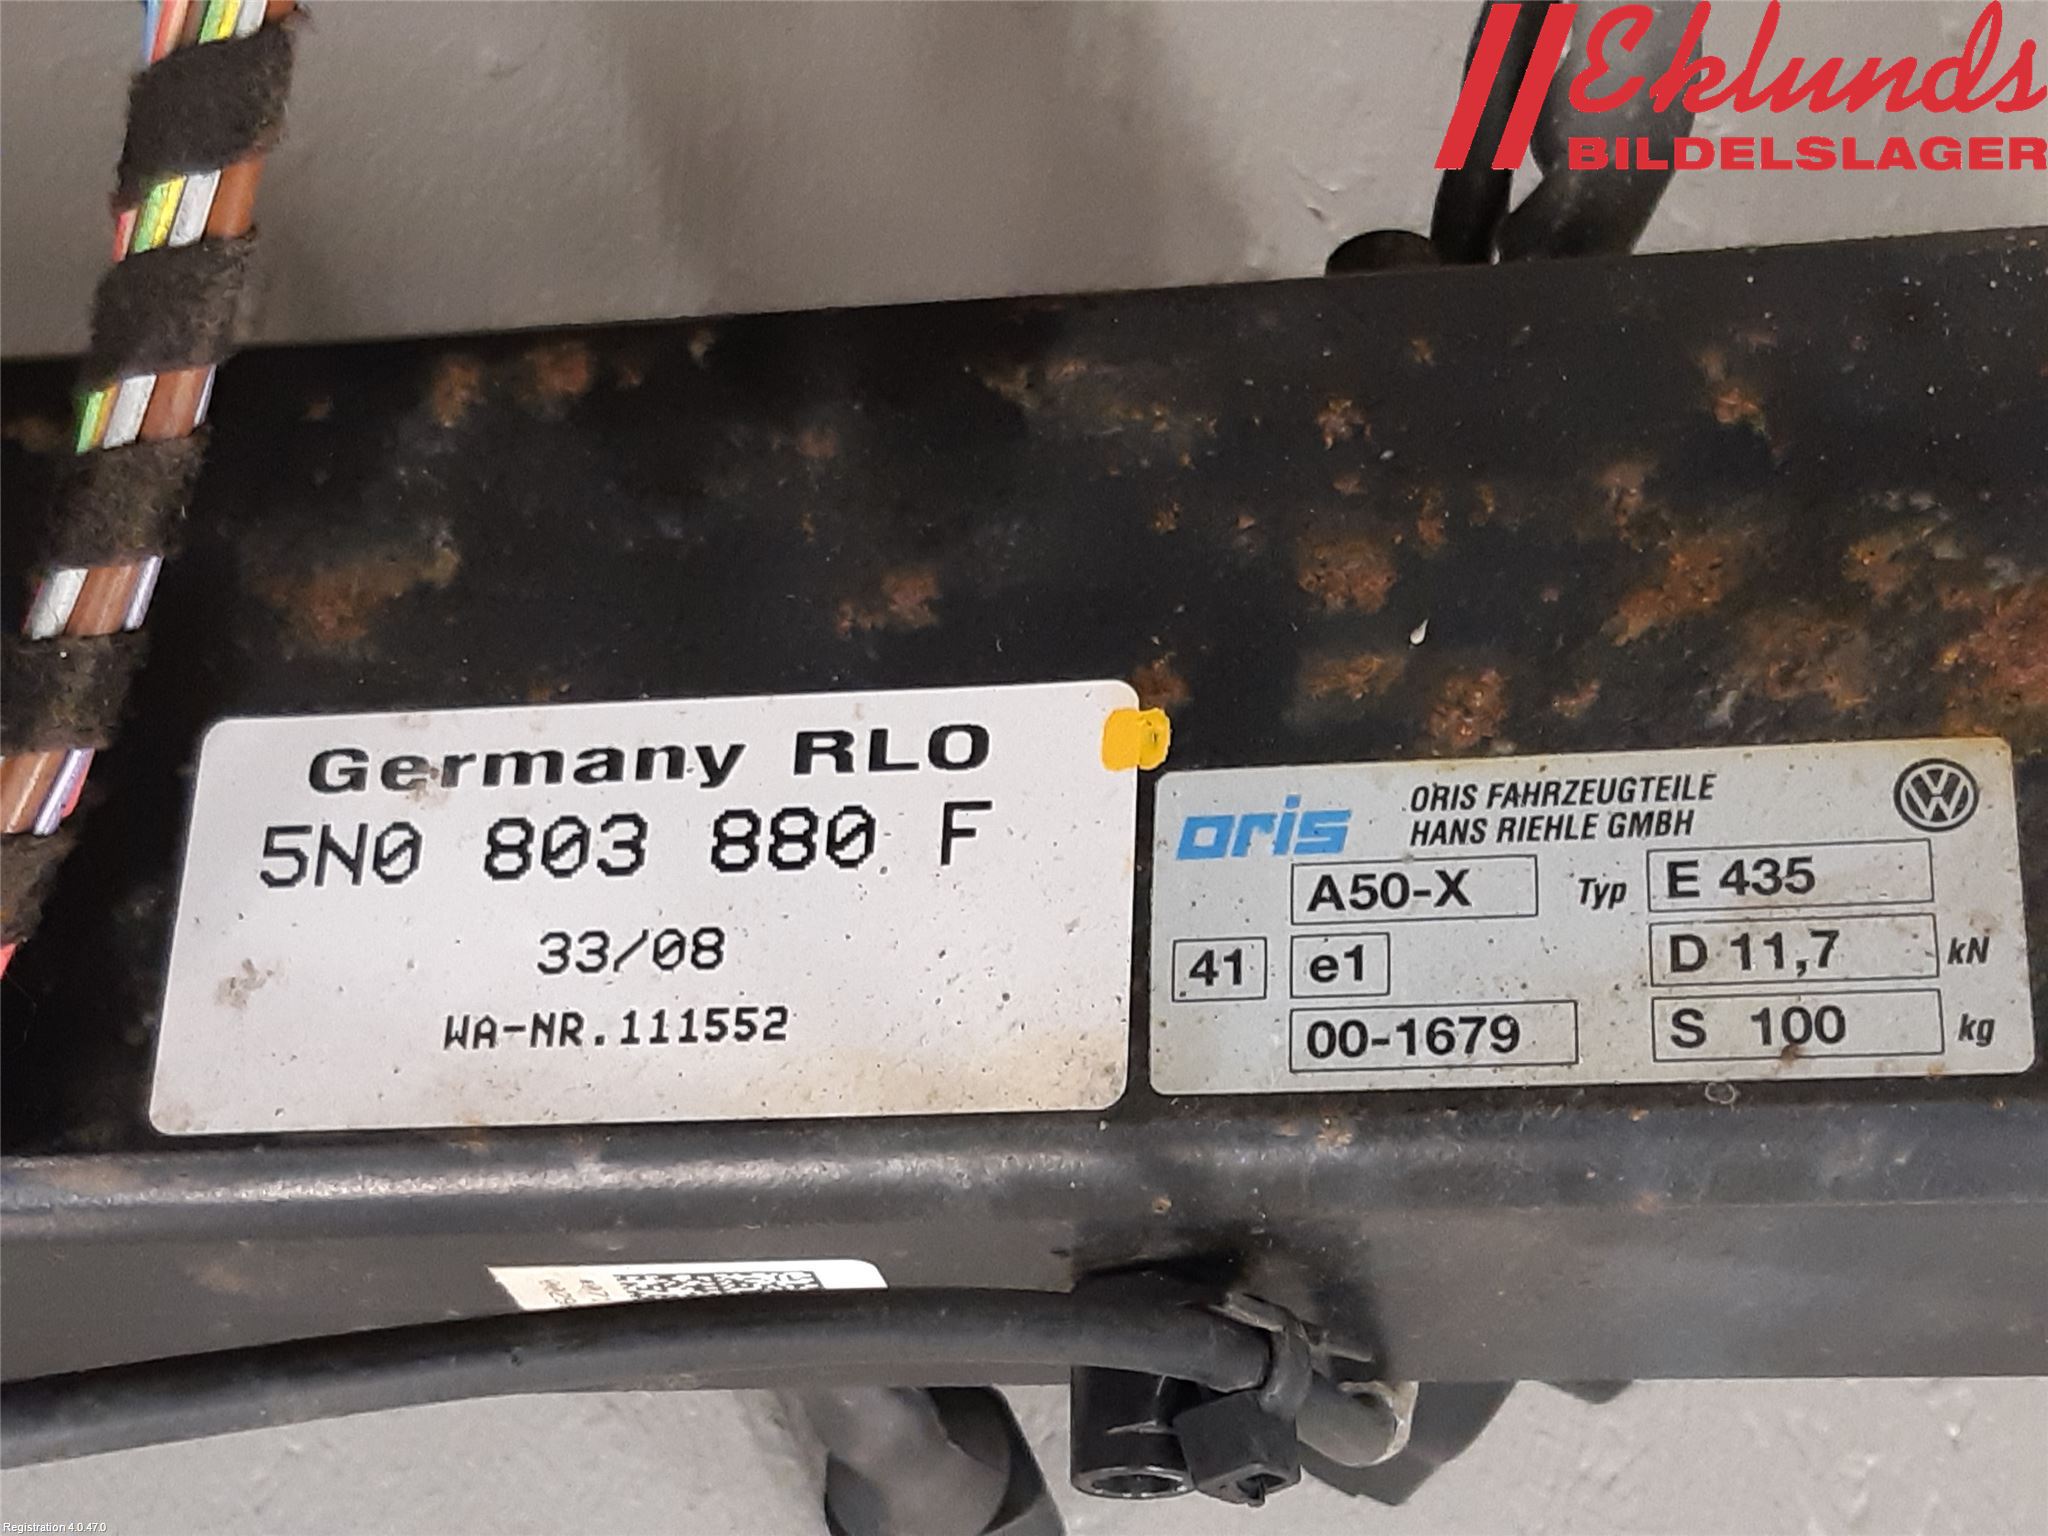 Eklunds
BILDELSLAGER
Germany RLO
5N0 803 880 F
33/08
WA-NR.111552
oris
ORIS FAHRZEUGTEILE
HANS RIEHLE GMBH
A50-X Typ E 435
41 e1 D 11,7 kN
00-1679 S 100 kg
Registration 4.0.47.0